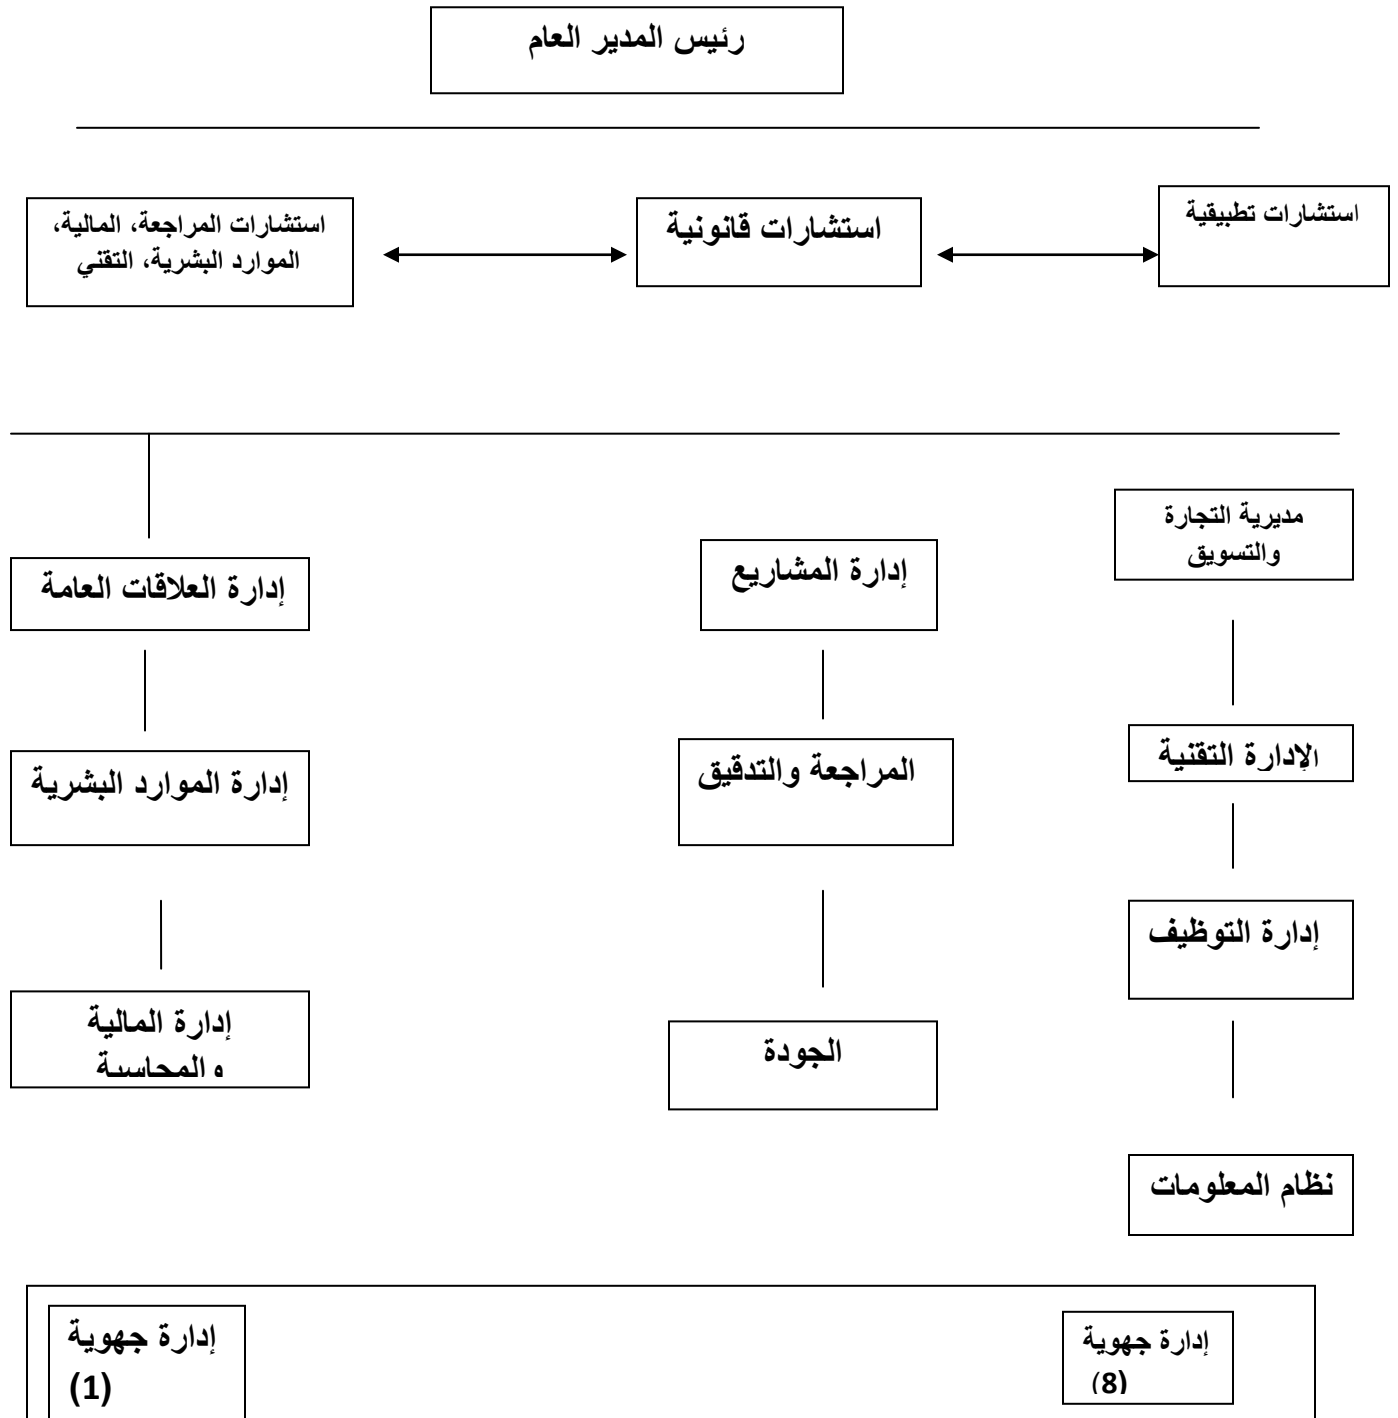 رئيس المدير العام
استشارات تطبيقية
استشارات قانونية
استشارات المراجعة، المالية،
الموارد البشرية، التقني
مديرية التجارة
والتسويق
إدارة المشاريع
إدارة العلاقات العامة
الإدارة التقنية
المراجعة والتدقيق
إدارة الموارد البشرية
إدارة التوظيف
الجودة
إدارة المالية
والمحاسبة
نظام المعلومات
إدارة جهوية
(8)
إدارة جهوية
(1)